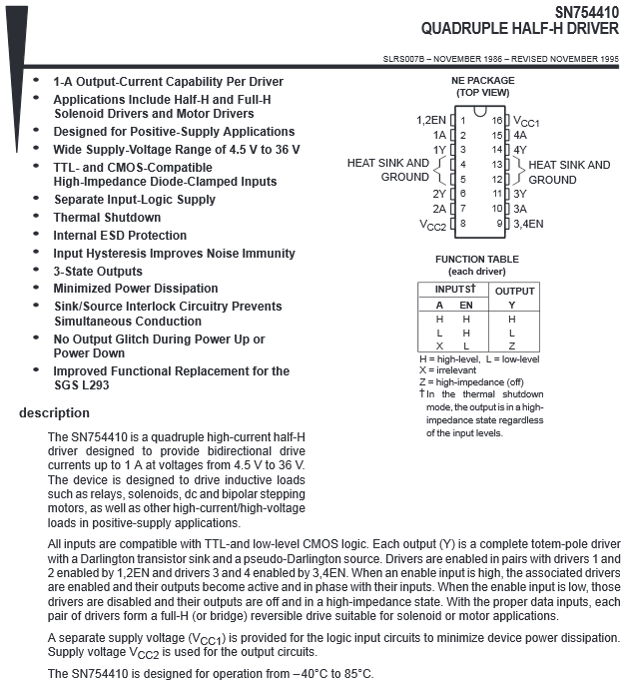 SN754410
QUADRUPLE HALF-H DRIVER
SLRS007B – NOVEMBER 1986 – REVISED NOVEMBER 1995
• 1-A Output-Current Capability Per Driver
• Applications Include Half-H and Full-H
Solenoid Drivers and Motor Drivers
• Designed for Positive-Supply Applications
• Wide Supply-Voltage Range of 4.5 V to 36 V
• TTL- and CMOS-Compatible
High-Impedance Diode-Clamped Inputs
• Separate Input-Logic Supply
• Thermal Shutdown
• Internal ESD Protection
• Input Hysteresis Improves Noise Immunity
• 3-State Outputs
• Minimized Power Dissipation
• Sink/Source Interlock Circuitry Prevents
Simultaneous Conduction
• No Output Glitch During Power Up or
Power Down
• Improved Functional Replacement for the
SGS L293
NE PACKAGE
(TOP VIEW)
1,2EN 1 16 VCC1
1A 2 15 4A
1Y 3 14 4Y
HEAT SINK AND 4 13 HEAT SINK AND
GROUND 5 12 GROUND
2Y 6 11 3Y
2A 7 10 3A
VCC2 8 9 3,4EN
FUNCTION TABLE
(each driver)
INPUTS† OUTPUT
A EN Y
H H H
L H L
X L Z
H = high-level, L = low-level
X = irrelevant
Z = high-impedance (off)
† In the thermal shutdown
mode, the output is in a high-
impedance state regardless
of the input levels.
description
The SN754410 is a quadruple high-current half-H
driver designed to provide bidirectional drive
currents up to 1 A at voltages from 4.5 V to 36 V.
The device is designed to drive inductive loads
such as relays, solenoids, dc and bipolar stepping
motors, as well as other high-current/high-voltage
loads in positive-supply applications.
All inputs are compatible with TTL-and low-level CMOS logic. Each output (Y) is a complete totem-pole driver
with a Darlington transistor sink and a pseudo-Darlington source. Drivers are enabled in pairs with drivers 1 and
2 enabled by 1,2EN and drivers 3 and 4 enabled by 3,4EN. When an enable input is high, the associated drivers
are enabled and their outputs become active and in phase with their inputs. When the enable input is low, those
drivers are disabled and their outputs are off and in a high-impedance state. With the proper data inputs, each
pair of drivers form a full-H (or bridge) reversible drive suitable for solenoid or motor applications.
A separate supply voltage (VCC1) is provided for the logic input circuits to minimize device power dissipation.
Supply voltage VCC2 is used for the output circuits.
The SN754410 is designed for operation from –40°C to 85°C.